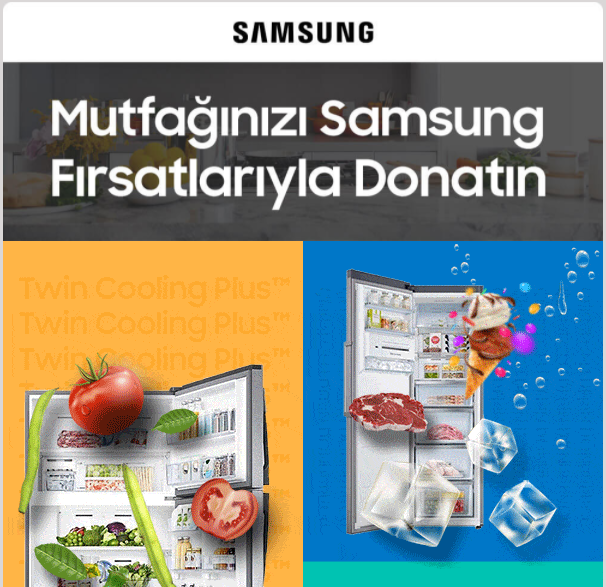 SAMSUNG
Mutfağınızı Samsung
Fırsatlarıyla Donatın
Twin Cooling Plus™
Twin Cooling Plus™
Twin Cooling Plus™